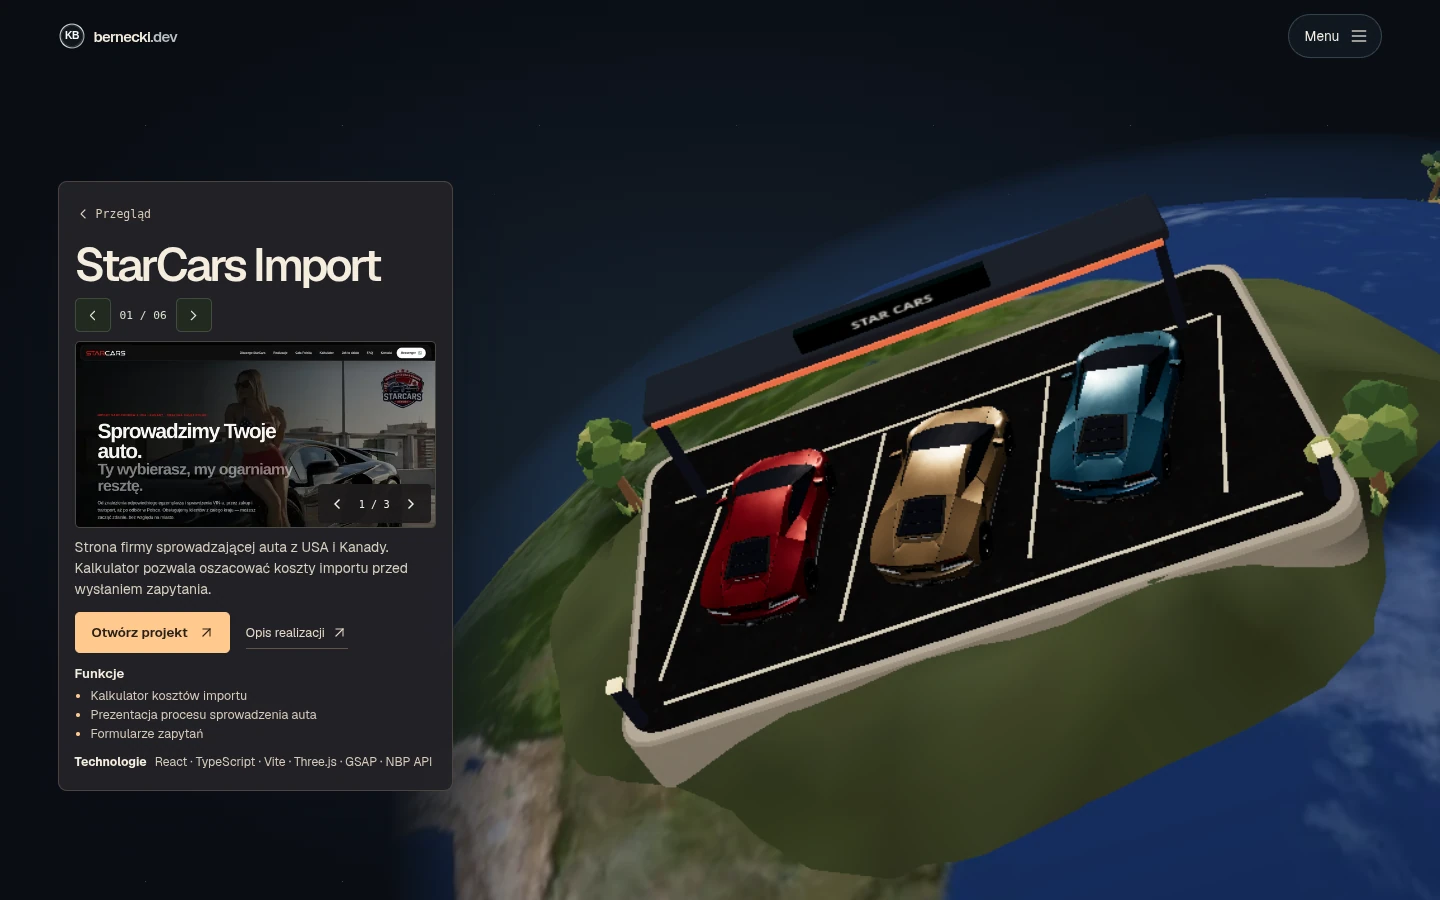 KB bernecki.dev
Menu
Przegląd
StarCars Import
01 / 06
STARCARS
STARCARS
Sprowadzimy Twoje
auto.
Ty wybierasz, my ogarniamy
resztę.
1 / 3
Strona firmy sprowadzającej auta z USA i Kanady.
Kalkulator pozwala oszacować koszty importu przed
wysłaniem zapytania.
Otwórz projekt
Opis realizacji
Funkcje
Kalkulator kosztów importu
Prezentacja procesu sprowadzenia auta
Formularze zapytań
Technologie React · TypeScript · Vite · Three.js · GSAP · NBP API
STAR CARS